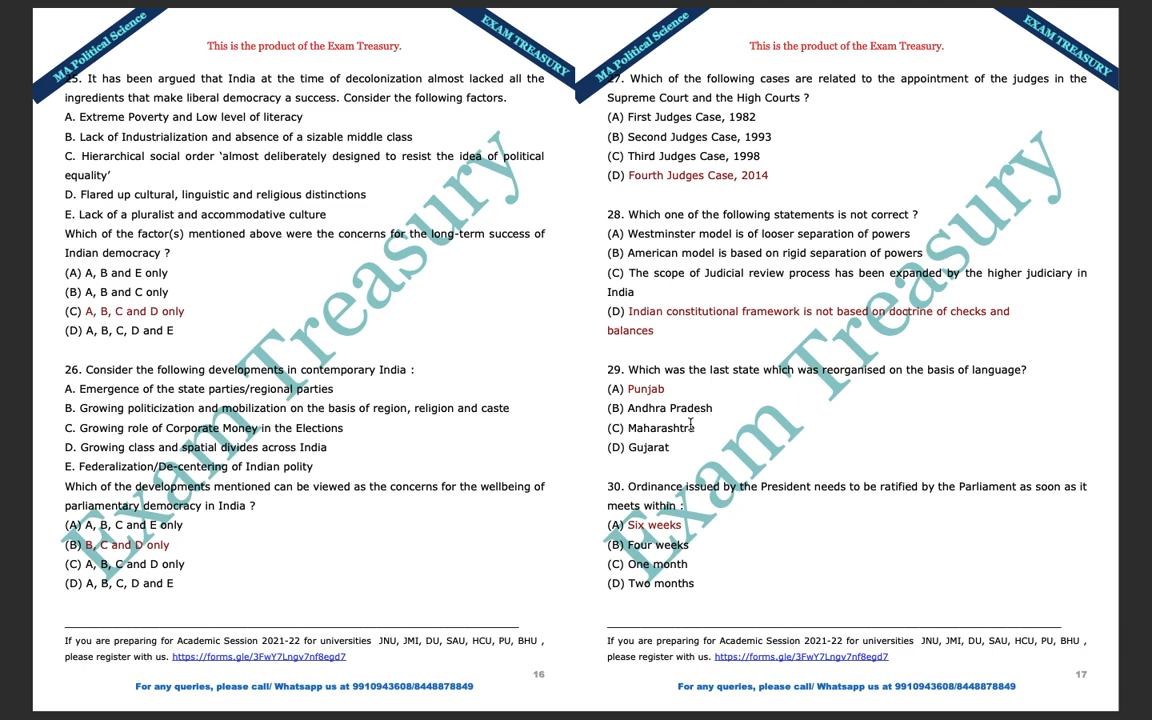 MA Political Science
EXAM TREASURY
This is the product of the Exam Treasury.
5. It has been argued that India at the time of decolonization almost lacked all the
ingredients that make liberal democracy a success. Consider the following factors.
A. Extreme Poverty and Low level of literacy
B. Lack of Industrialization and absence of a sizable middle class
C. Hierarchical social order ‘almost deliberately designed to resist the idea of political
equality’
D. Flared up cultural, linguistic and religious distinctions
E. Lack of a pluralist and accommodative culture
Which of the factor(s) mentioned above were the concerns for the long-term success of
Indian democracy ?
(A) A, B and E only
(B) A, B and C only
(C) A, B, C and D only
(D) A, B, C, D and E
26. Consider the following developments in contemporary India :
A. Emergence of the state parties/regional parties
B. Growing politicization and mobilization on the basis of region, religion and caste
C. Growing role of Corporate Money in the Elections
D. Growing class and spatial divides across India
E. Federalization/De-centering of Indian polity
Which of the developments mentioned can be viewed as the concerns for the wellbeing of
parliamentary democracy in India ?
(A) A, B, C and E only
(B) B, C and D only
(C) A, B, C and D only
(D) A, B, C, D and E
Exam Treasury
If you are preparing for Academic Session 2021-22 for universities JNU, JMI, DU, SAU, HCU, PU, BHU ,
please register with us. https://forms.gle/3FwY7Lngv7nf8egd7
16
For any queries, please call/ Whatsapp us at 9910943608/8448878849
MA Political Science
EXAM TREASURY
This is the product of the Exam Treasury.
7. Which of the following cases are related to the appointment of the judges in the
Supreme Court and the High Courts ?
(A) First Judges Case, 1982
(B) Second Judges Case, 1993
(C) Third Judges Case, 1998
(D) Fourth Judges Case, 2014
28. Which one of the following statements is not correct ?
(A) Westminster model is of looser separation of powers
(B) American model is based on rigid separation of powers
(C) The scope of Judicial review process has been expanded by the higher judiciary in
India
(D) Indian constitutional framework is not based on doctrine of checks and
balances
29. Which was the last state which was reorganised on the basis of language?
(A) Punjab
(B) Andhra Pradesh
(C) Maharashtra
(D) Gujarat
30. Ordinance issued by the President needs to be ratified by the Parliament as soon as it
meets within :
(A) Six weeks
(B) Four weeks
(C) One month
(D) Two months
Exam Treasury
If you are preparing for Academic Session 2021-22 for universities JNU, JMI, DU, SAU, HCU, PU, BHU ,
please register with us. https://forms.gle/3FwY7Lngv7nf8egd7
17
For any queries, please call/ Whatsapp us at 9910943608/8448878849